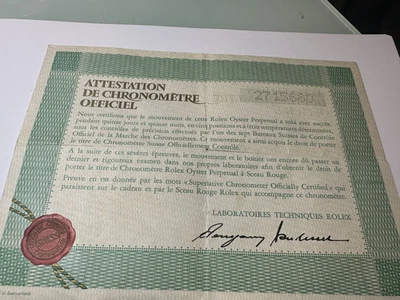 ATTESTATION
DE CHRONOMÈTRE
OFFICIEL
Nous certifions que le mouvement de cette Rolex Oyster Perpetual a subi avec succès,
pendant quinze jours et quinze nuits, en cinq positions et à trois températures déterminées,
tous les contrôles de précision effectués par l'un des sept Bureaux Suisses de Contrôle
Officiel de la Marche des Chronomètres. Ce mouvement a ainsi acquis le droit de porter
le titre de Chronomètre Suisse Officiellement Contrôlé.
A la suite de ces sévères épreuves, le mouvement et le boîtier ont encore dû passer un
dernier et rigoureux examen dans nos propres laboratoires afin d'obtenir le droit de
porter le titre de Chronomètre Rolex Oyster Perpetual à Sceau Rouge.
Preuve en est donnée par les mots «Superlative Chronometer Officially Certified» qui
paraissent sur le cadran et par le Sceau Rouge Rolex qui accompagne ce chronomètre.
LABORATOIRES TECHNIQUES ROLEX
in Switzerland